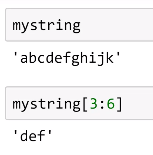 mystring
'abcdefghijk'
mystring[3:6]
'def'